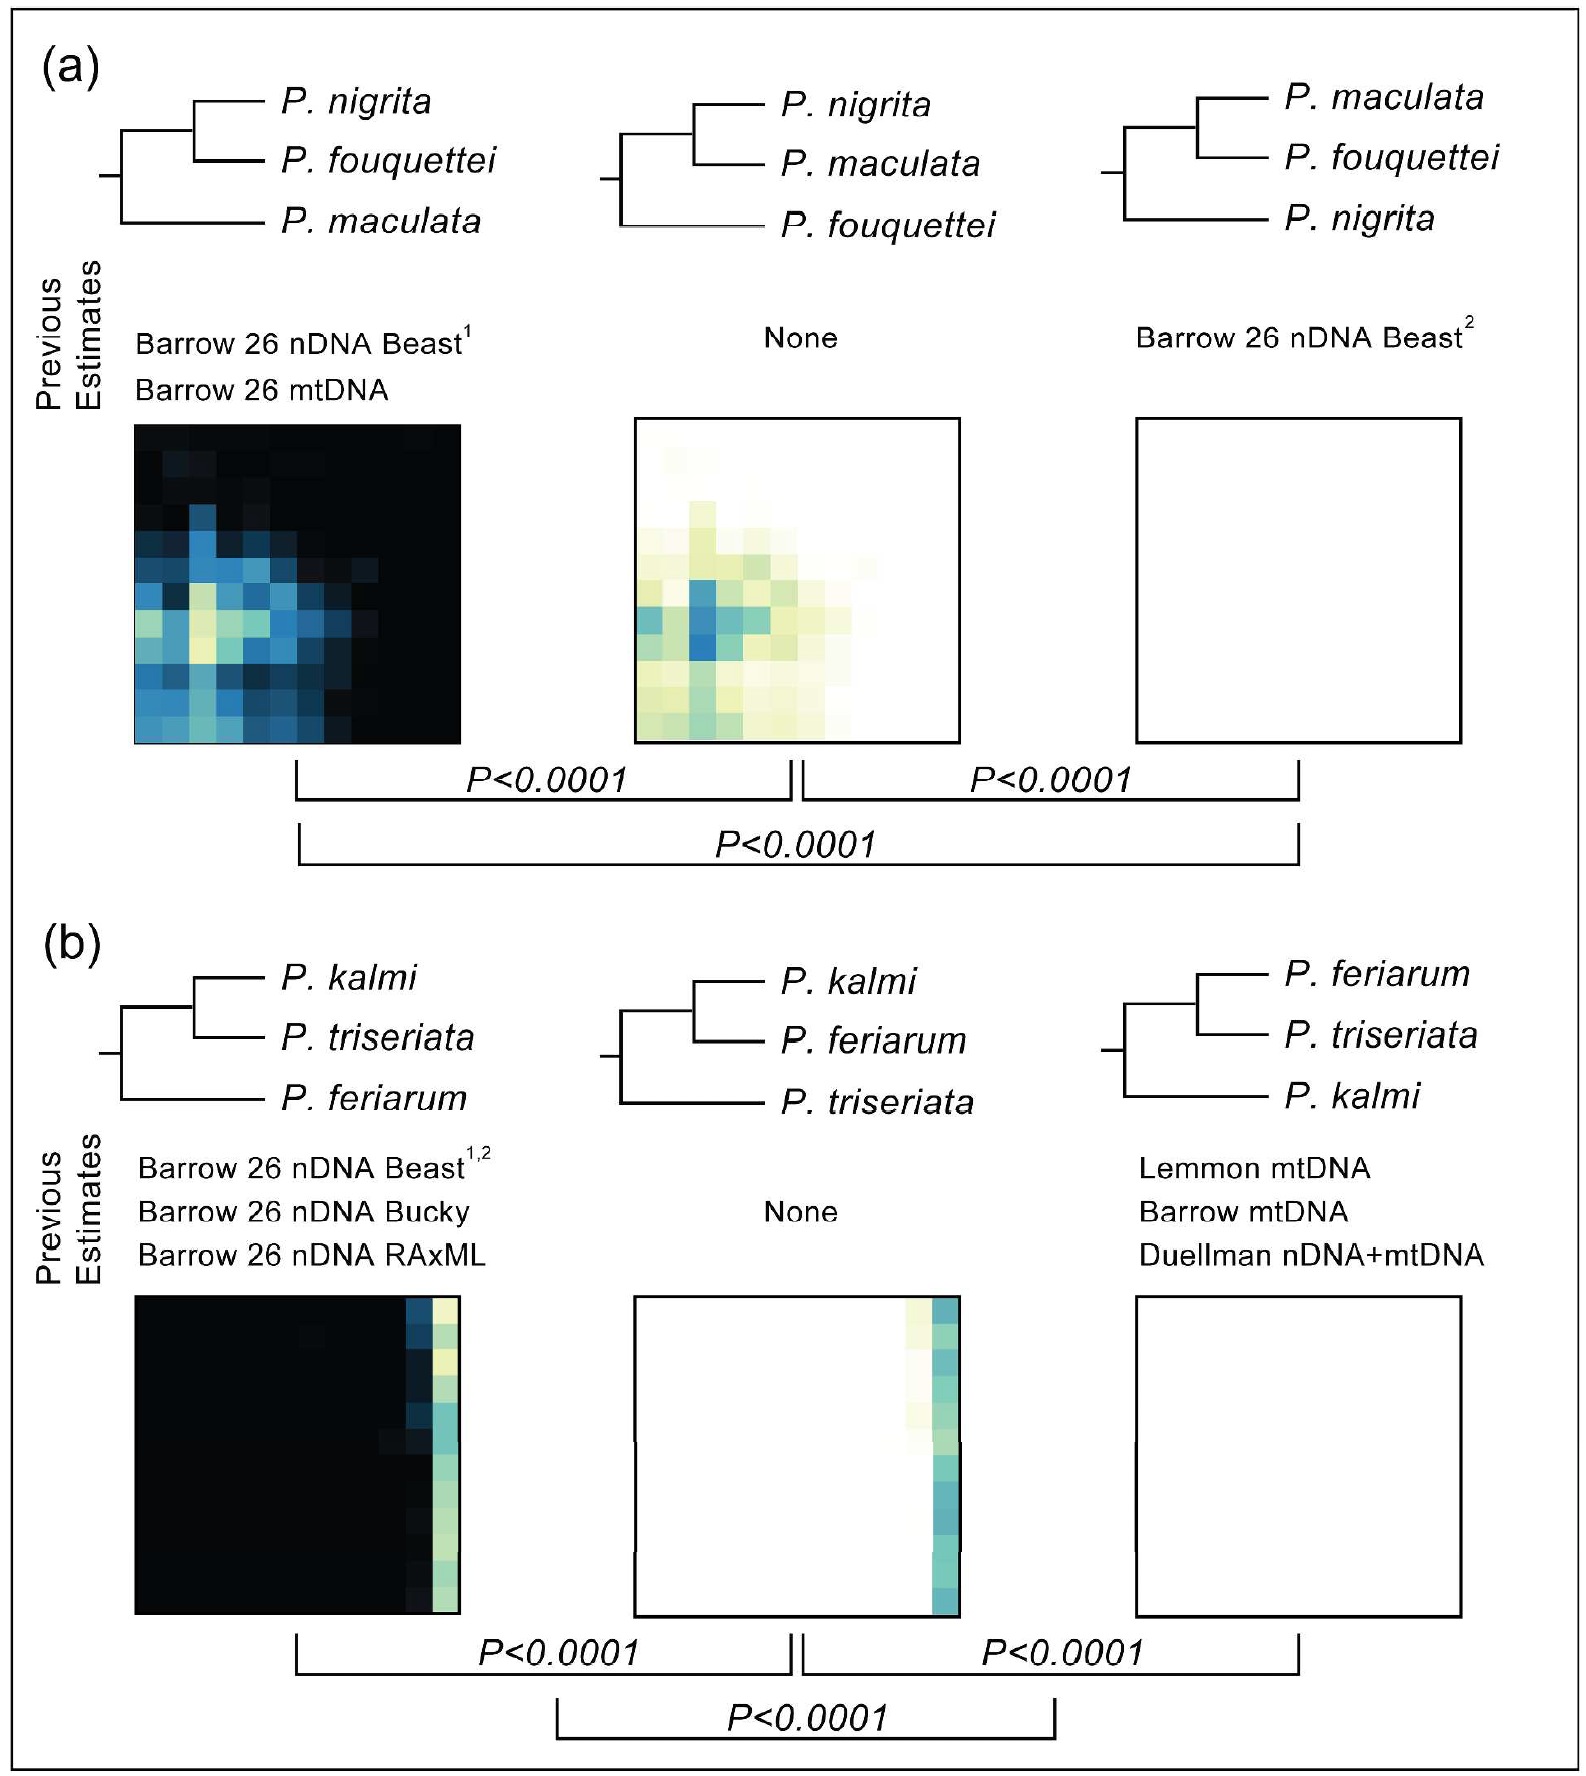 (a)
P. nigrita
P. fouquettei
P. maculata
P. nigrita
P. maculata
P. fouquettei
P. maculata
P. fouquettei
P. nigrita
Previous
Estimates
Barrow 26 nDNA Beast¹
Barrow 26 mtDNA
None
Barrow 26 nDNA Beast²
P<0.0001
P<0.0001
P<0.0001
(b)
P. kalmi
P. triseriata
P. feriarum
P. kalmi
P. feriarum
P. triseriata
P. feriarum
P. triseriata
P. kalmi
Previous
Estimates
Barrow 26 nDNA Beast¹,²
Barrow 26 nDNA Bucky
Barrow 26 nDNA RAxML
None
Lemmon mtDNA
Barrow mtDNA
Duellman nDNA+mtDNA
P<0.0001
P<0.0001
P<0.0001